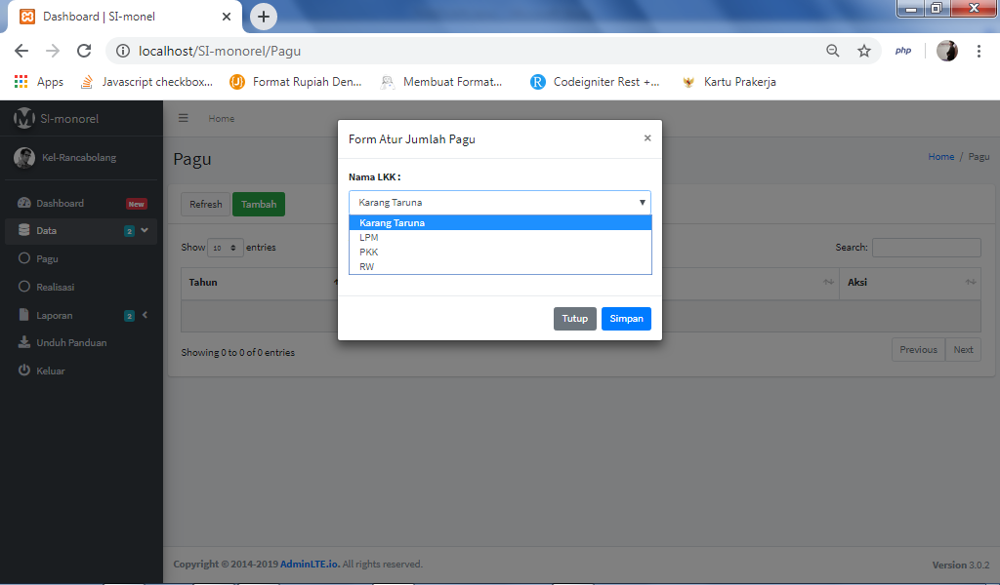 Dashboard | SI-monel
localhost/SI-monorel/Pagu
php
Apps Javascript checkbox... Format Rupiah Den... Membuat Format... Codeigniter Rest +... Kartu Prakerja
SI-monorel
Home
Kel-Rancabolang
Pagu
Home / Pagu
Dashboard New
Data 2
Pagu
Realisasi
Laporan 2
Unduh Panduan
Keluar
Refresh Tambah
Show 10 entries
Search:
Tahun
Aksi
Showing 0 to 0 of 0 entries
Previous Next
Form Atur Jumlah Pagu ×
Nama LKK :
Karang Taruna
Karang Taruna
LPM
PKK
RW
Tutup Simpan
Copyright © 2014-2019 AdminLTE.io. All rights reserved.
Version 3.0.2